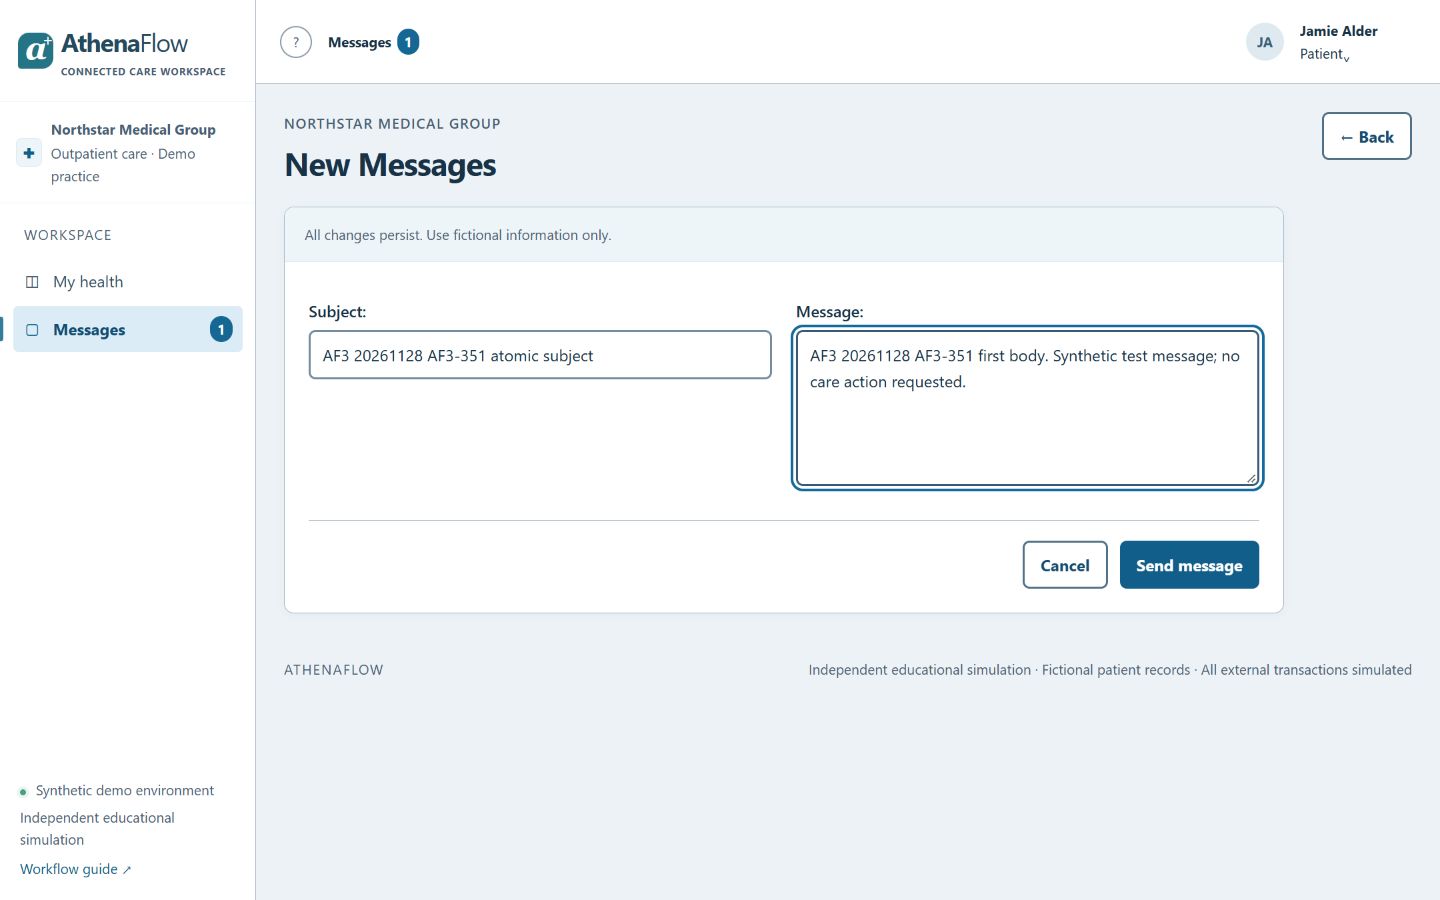 AthenaFlow
CONNECTED CARE WORKSPACE
Northstar Medical Group
Outpatient care · Demo
practice
WORKSPACE
My health
Messages 1
Synthetic demo environment
Independent educational
simulation
Workflow guide ↗
? Messages 1
JA
Jamie Alder
Patient
NORTHSTAR MEDICAL GROUP
New Messages
← Back
All changes persist. Use fictional information only.
Subject:
AF3 20261128 AF3-351 atomic subject
Message:
AF3 20261128 AF3-351 first body. Synthetic test message; no
care action requested.
Cancel
Send message
ATHENAFLOW
Independent educational simulation · Fictional patient records · All external transactions simulated